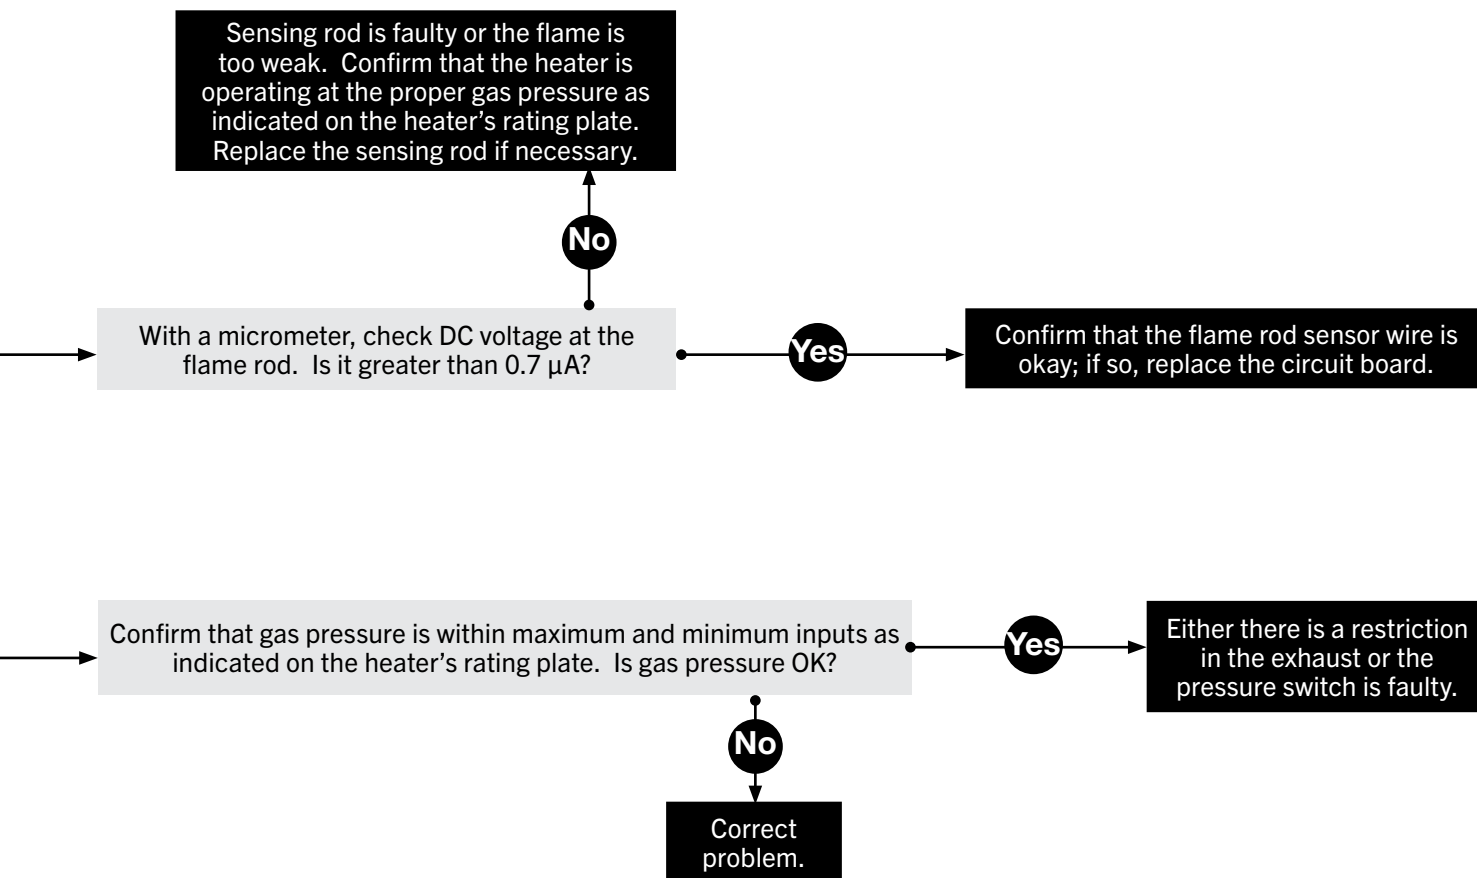 Sensing rod is faulty or the flame is
too weak.  Confirm that the heater is
operating at the proper gas pressure as
indicated on the heater’s rating plate.
Replace the sensing rod if necessary.
No
With a micrometer, check DC voltage at the
flame rod.  Is it greater than 0.7 µA?
Yes
Confirm that the flame rod sensor wire is
okay; if so, replace the circuit board.
Confirm that gas pressure is within maximum and minimum inputs as
indicated on the heater’s rating plate.  Is gas pressure OK?
Yes
Either there is a restriction
in the exhaust or the
pressure switch is faulty.
No
Correct
problem.